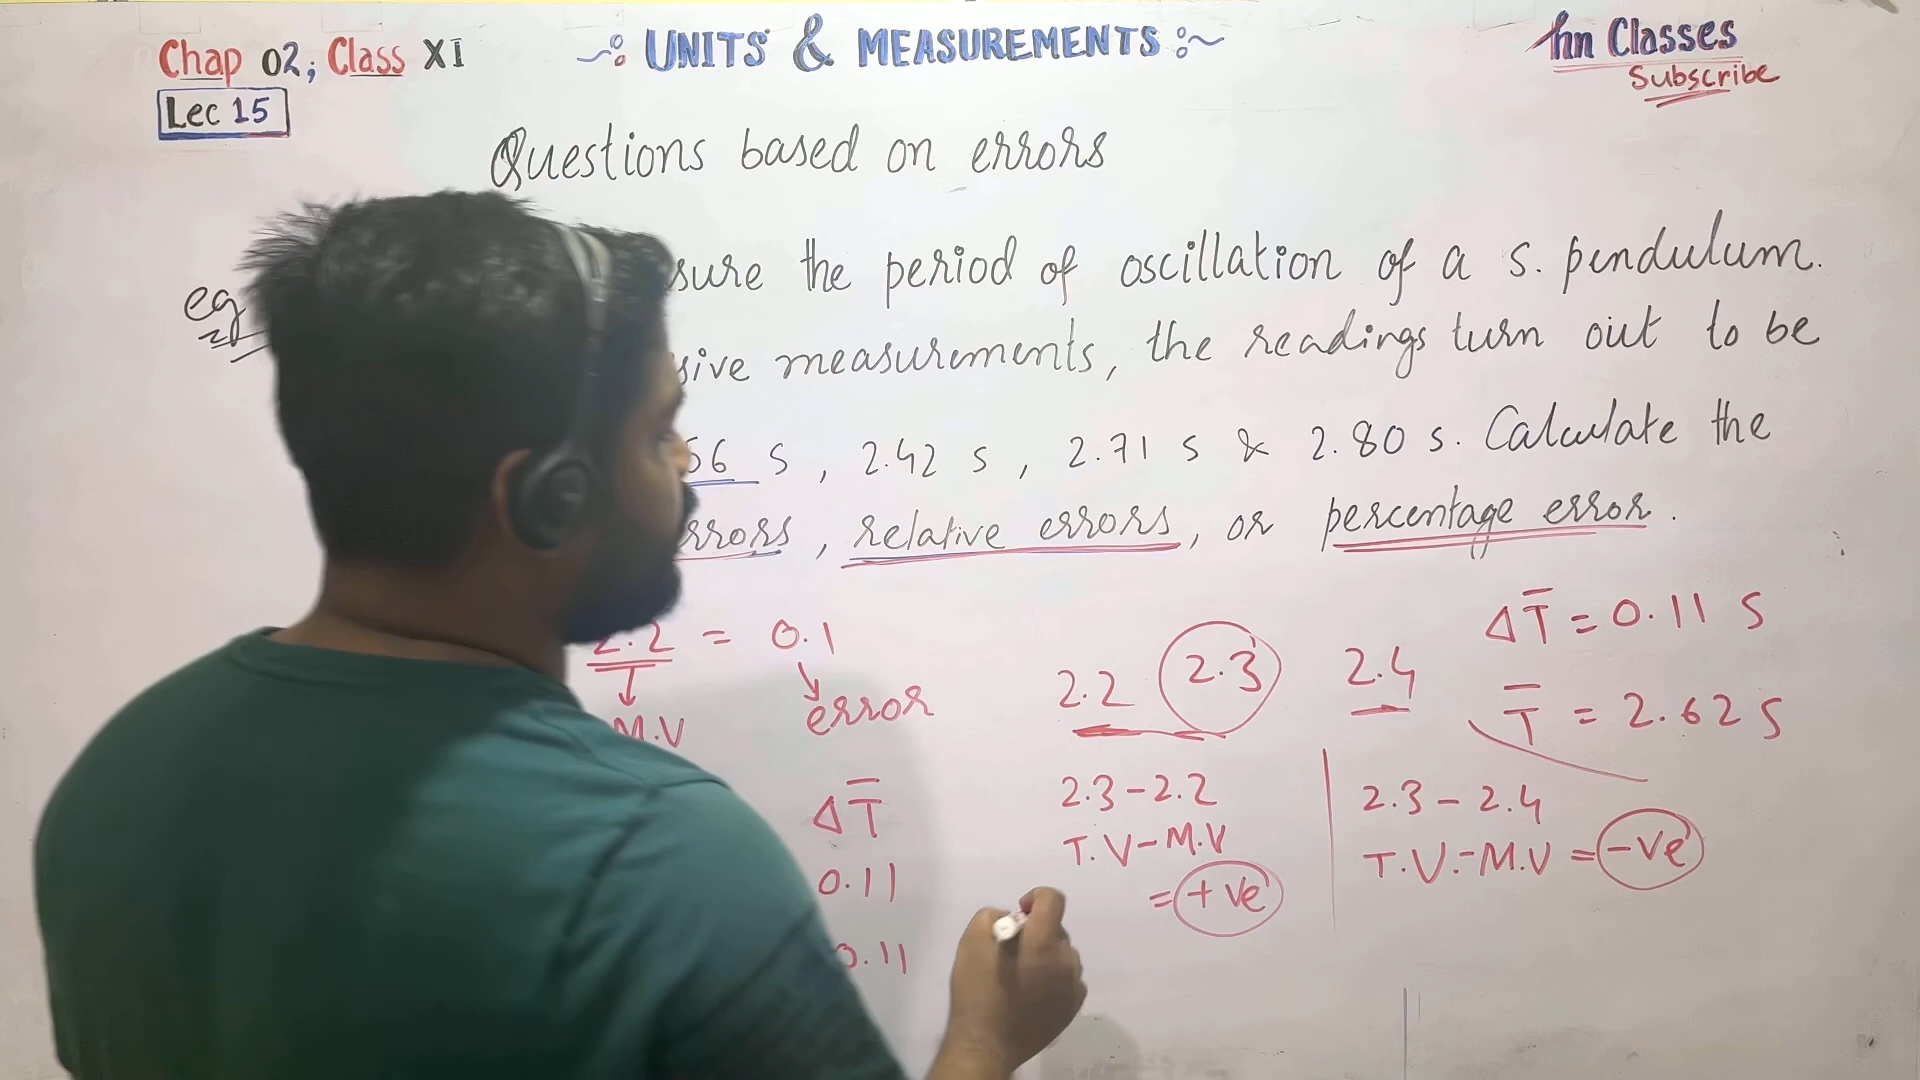 Chap 02; Class XI
Lec 15
~: UNITS & MEASUREMENTS :~
hn Classes
Subscribe
Questions based on errors
eg
sure the period of oscillation of a s. pendulum.
sive measurements, the readings turn out to be
56 s, 2.42 s, 2.71 s & 2.80 s. Calculate the
rrors, relative errors, or percentage error.
2.2 = 0.1
M.V
error
ΔT̅
0.11
0.11
2.2 2.3 2.4
2.3-2.2
T.V-M.V
= +ve
2.3-2.4
T.V.-M.V = -ve
ΔT̅ = 0.11 S
T̅ = 2.62 S